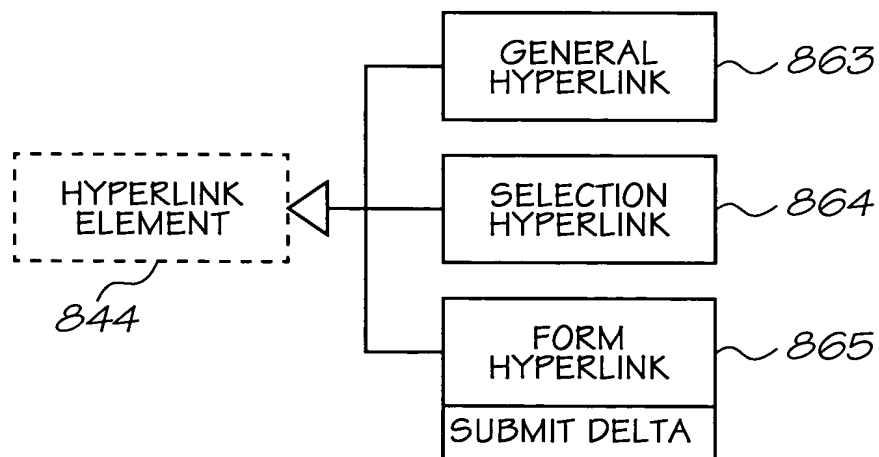 GENERAL
HYPERLINK
863
HYPERLINK
ELEMENT
844
SELECTION
HYPERLINK
864
FORM
HYPERLINK
865
SUBMIT DELTA